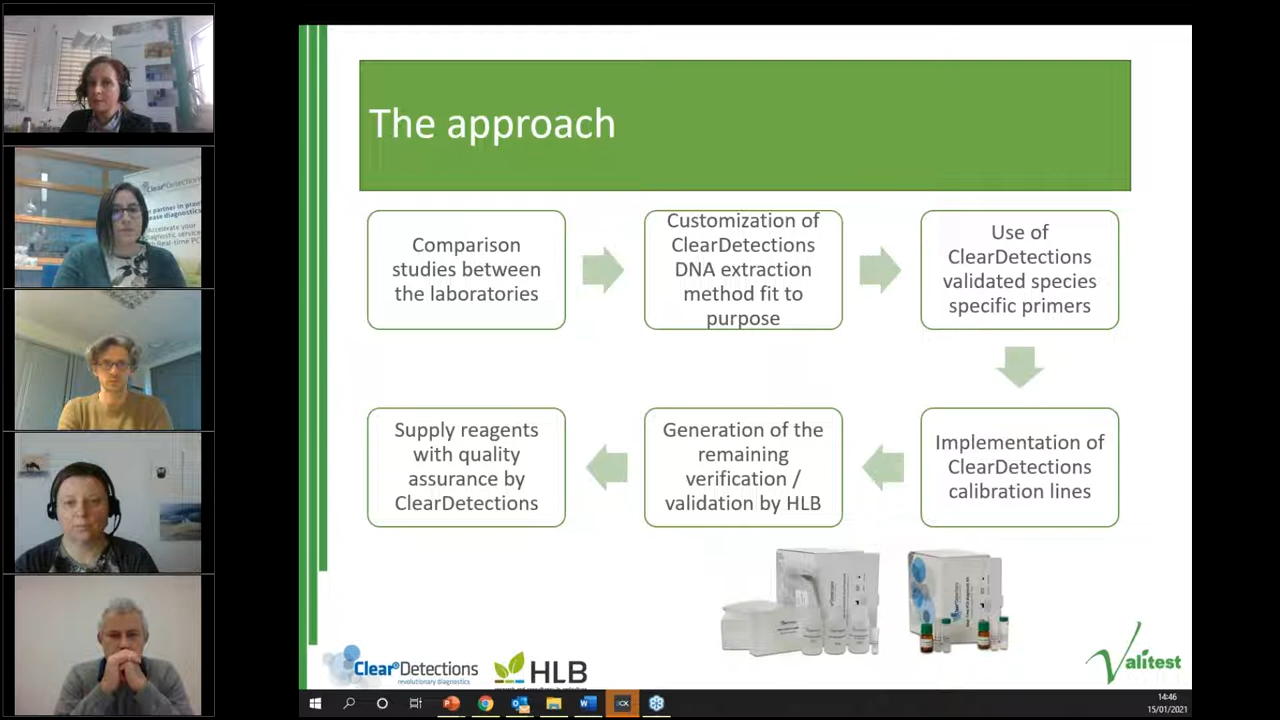 The approach
Comparison
studies between
the laboratories
Customization of
ClearDetections
DNA extraction
method fit to
purpose
Use of
ClearDetections
validated species
specific primers
Implementation of
ClearDetections
calibration lines
Generation of the
remaining
verification /
validation by HLB
Supply reagents
with quality
assurance by
ClearDetections
Clear Detections
revolutionary diagnostics
HLB
Valitest
14:46
15/01/2021